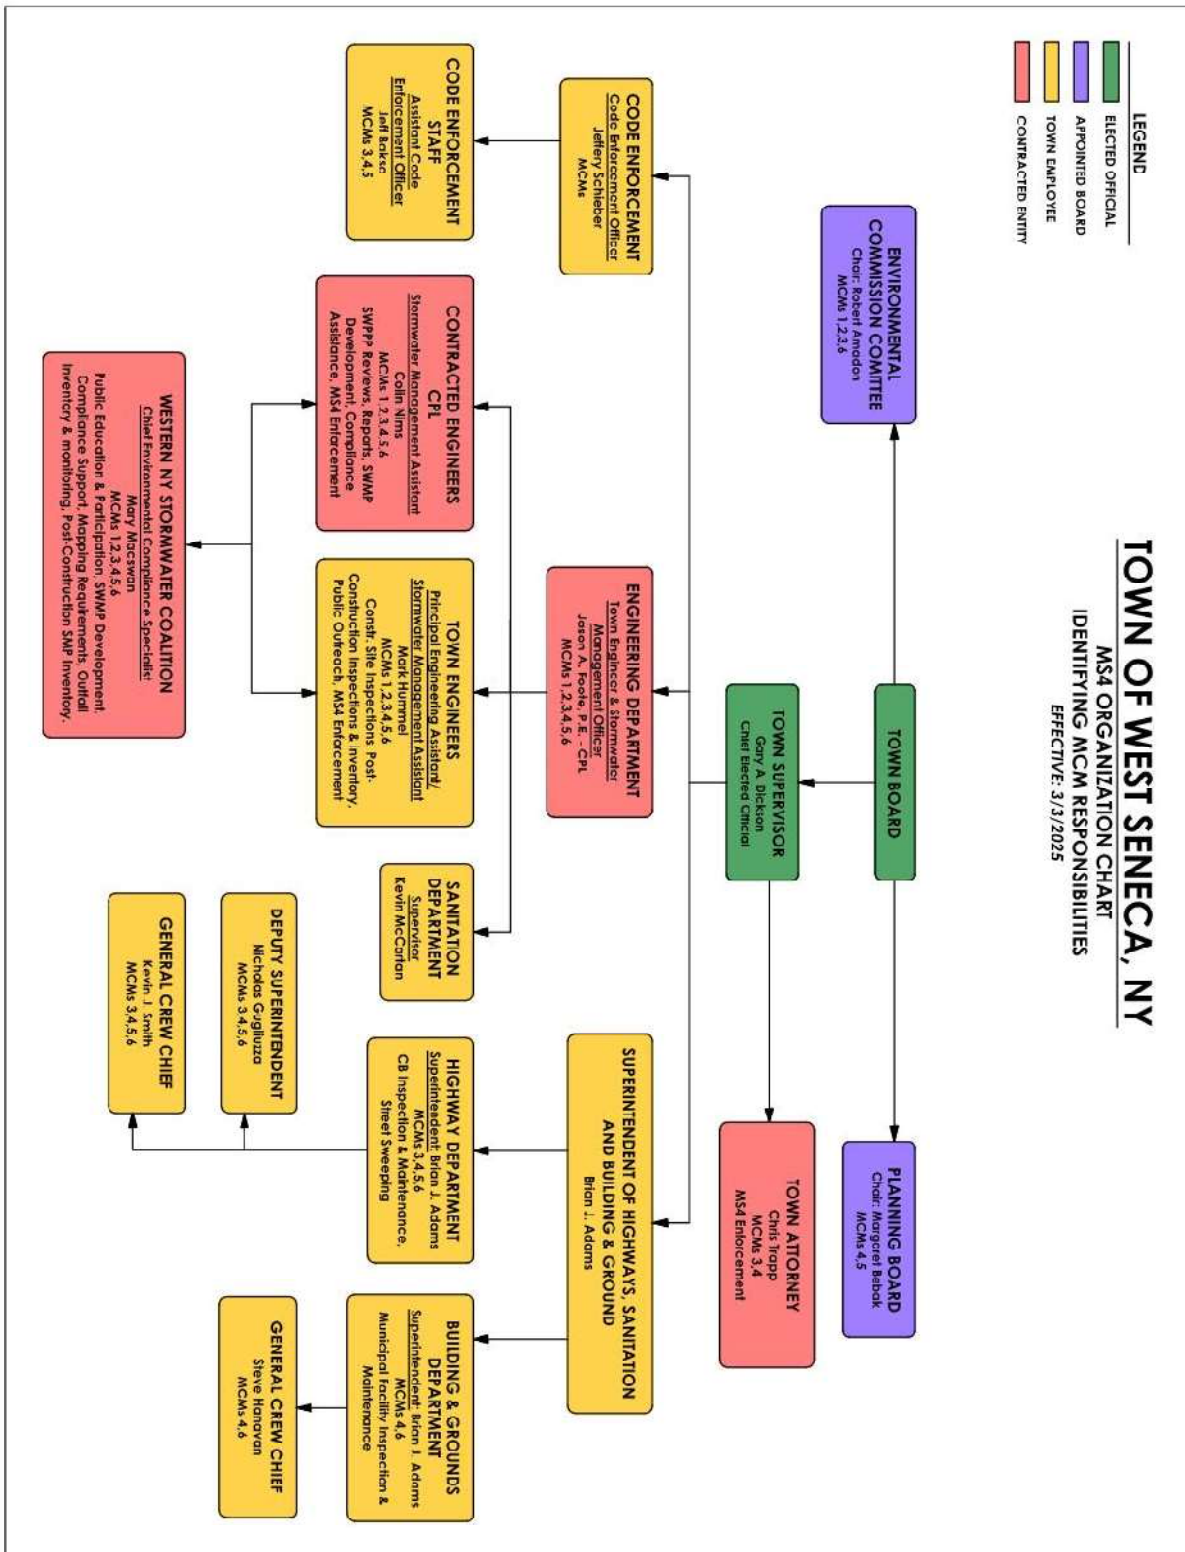 TOWN OF WEST SENECA, NY
MS4 ORGANIZATION CHART
IDENTIFYING MCM RESPONSIBILITIES
EFFECTIVE: 3/3/2025
LEGEND
ELECTED OFFICIAL
APPOINTED BOARD
TOWN EMPLOYEE
CONTRACTED ENTITY
TOWN BOARD
ENVIRONMENTAL
COMMISSION COMITTEE
Chair: Robert Amadon
MCMs 1,2,3,6
PLANNING BOARD
Chair: Margaret Bebak
MCMs 4,5
TOWN SUPERVISOR
Gary A. Dickson
Chief Elected Official
TOWN ATTORNEY
Chris Trapp
MCMs 3,4
MS4 Enforcement
CODE ENFORCEMENT
Code Enforcement Officer
Jeffery Schieber
MCMs
ENGINEERING DEPARTMENT
Town Engineer & Stormwater
Management Officer
Jason A. Foote, P.E. - CPL
MCMs 1,2,3,4,5,6
SUPERINTENDENT OF HIGHWAYS, SANITATION
AND BUILDING & GROUND
Brian J. Adams
CODE ENFORCEMENT
STAFF
Assistant Code
Enforcement Officer
Jeff Baksa
MCMs 3,4,5
CONTRACTED ENGINEERS
CPL
Stormwater Management Assistant
Colin Nims
MCMs 1,2,3,4,5,6
SWPPP Reviews, Reports, SWMP
Development, Compliance
Assistance, MS4 Enforcement
TOWN ENGINEERS
Principal Engineering Assistant/
Stormwater Management Assistant
Mark Hummel
MCMs 1,2,3,4,5,6
Constr. Site Inspections, Post-
Construction Inspections & Inventory,
Public Outreach, MS4 Enforcement
SANITATION
DEPARTMENT
Supervisor
Kevin McCartan
HIGHWAY DEPARTMENT
Superintendent: Brian J. Adams
MCMs 3,4,5,6
CB Inspection & Maintenance,
Street Sweeping
BUILDING & GROUNDS
DEPARTMENT
Superintendent: Brian J. Adams
MCMs 4,6
Municipal Facility Inspection &
Maintenance
WESTERN NY STORMWATER COALITION
Chief Environmental Compliance Specialist
Mary Macswan
MCMs 1,2,3,4,5,6
Public Education & Participation, SWMP Development,
Compliance Support, Mapping Requirements, Outfall
Inventory & monitoring, Post-Construction SMP Inventory,
DEPUTY SUPERINTENDENT
Nicholas Gugliuzza
MCMs 3,4,5,6
GENERAL CREW CHIEF
Kevin J. Smith
MCMs 3,4,5,6
GENERAL CREW CHIEF
Steve Hanavan
MCMs 4,6